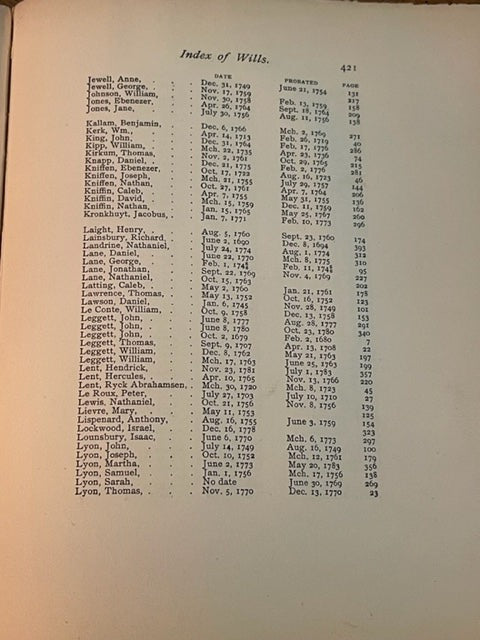 Index of Wills.
421
DATE PROBATED PAGE
Jewell, Anne, . . Dec. 31, 1749 June 21, 1754 131
Jewell, George, . . Nov. 17, 1759 217
Johnson, William, . . Nov. 30, 1758 Feb. 13, 1759 158
Jones, Ebenezer, . . Apr. 26, 1764 Sept. 18, 1764 209
Jones, Jane, . . July 30, 1756 Aug. 11, 1756 138
Kallam, Benjamin, . . Dec. 6, 1766 Mch. 2, 1769 271
Kerk, Wm., . . Apr. 14, 1713 Feb. 26, 1719 40
King, John, . . Dec. 31, 1764 Feb. 17, 1776 286
Kipp, William, . . Mch. 22, 1735 Apr. 23, 1736 74
Kirkum, Thomas, . . Nov. 2, 1761 Oct. 29, 1765 215
Knapp, Daniel, . . Dec. 21, 1775 Feb. 2, 1776 281
Kniffen, Ebenezer, . . Oct. 17, 1722 Aug. 16, 1723 46
Kniffen, Joseph, . . Mch. 21, 1755 July 29, 1757 144
Kniffen, Nathan, . . Oct. 27, 1761 Apr. 7, 1764 206
Kniffin, Caleb, . . Apr. 7, 1755 May 31, 1755 136
Kniffin, David, . . Mch. 15, 1759 Dec. 11, 1759 162
Kniffin, Nathan, . . Jan. 15, 1765 May 25, 1767 260
Kronkhuyt, Jacobus, . . Jan. 7, 1771 Feb. 10, 1773 296
Laight, Henry, . . Aug. 5, 1760 Sept. 23, 1760 174
Lainsbury, Richard, . . June 2, 1690 Dec. 8, 1694 393
Landrine, Nathaniel, . . July 24, 1774 Aug. 1, 1774 312
Lane, Daniel, . . June 22, 1770 Mch. 8, 1775 310
Lane, George, . . Feb. 1, Feb. 11, 95
Lane, Jonathan, . . Sept. 22, 1769 Nov. 4, 1769 227
Lane, Nathaniel, . . Oct. 15, 1763 202
Latting, Caleb, . . May 2, 1760 Jan. 21, 1761 178
Lawrence, Thomas, . . May 13, 1752 Oct. 16, 1752 123
Lawson, Daniel, . . Jan. 6, 1745 Nov. 28, 1749 101
Le Conte, William, . . Oct. 9, 1758 Dec. 13, 1758 153
Leggett, John, . . June 8, 1777 Aug. 28, 1777 291
Leggett, John, . . June 8, 1780 Oct. 23, 1780 340
Leggett, John, . . Oct. 2, 1679 Feb. 2, 1680 7
Leggett, Thomas, . . Sept. 9, 1707 Apr. 13, 1708 22
Leggett, William, . . Dec. 8, 1762 May 21, 1763 197
Leggett, William, . . Mch. 17, 1763 June 25, 1763 199
Lent, Hendrick, . . Nov. 23, 1781 July 1, 1783 357
Lent, Hercules, . . Apr. 10, 1765 Nov. 13, 1766 220
Lent, Ryck Abrahamsen, . Mch. 30, 1720 Mch. 8, 1723 45
Le Roux, Peter, . . July 27, 1703 July 10, 1710 27
Lewis, Nathaniel, . . Oct. 21, 1756 Nov. 8, 1756 139
Lievre, Mary, . . May 11, 1753 125
Lispenard, Anthony, . . Aug. 16, 1755 June 3, 1759 154
Lockwood, Israel, . . Dec. 16, 1778 323
Lounsbury, Isaac, . . June 6, 1770 Mch. 6, 1773 297
Lyon, John, . . . July 14, 1749 Aug. 16, 1749 100
Lyon, Joseph, . . . Oct. 10, 1752 Mch. 12, 1761 179
Lyon, Martha, . . . June 2, 1773 May 20, 1783 356
Lyon, Samuel, . . . Jan. 1, 1756 Mch. 17, 1756 138
Lyon, Sarah, . . . No date June 30, 1769 269
Lyon, Thomas, . . . Nov. 5, 1770 Dec. 13, 1770 23